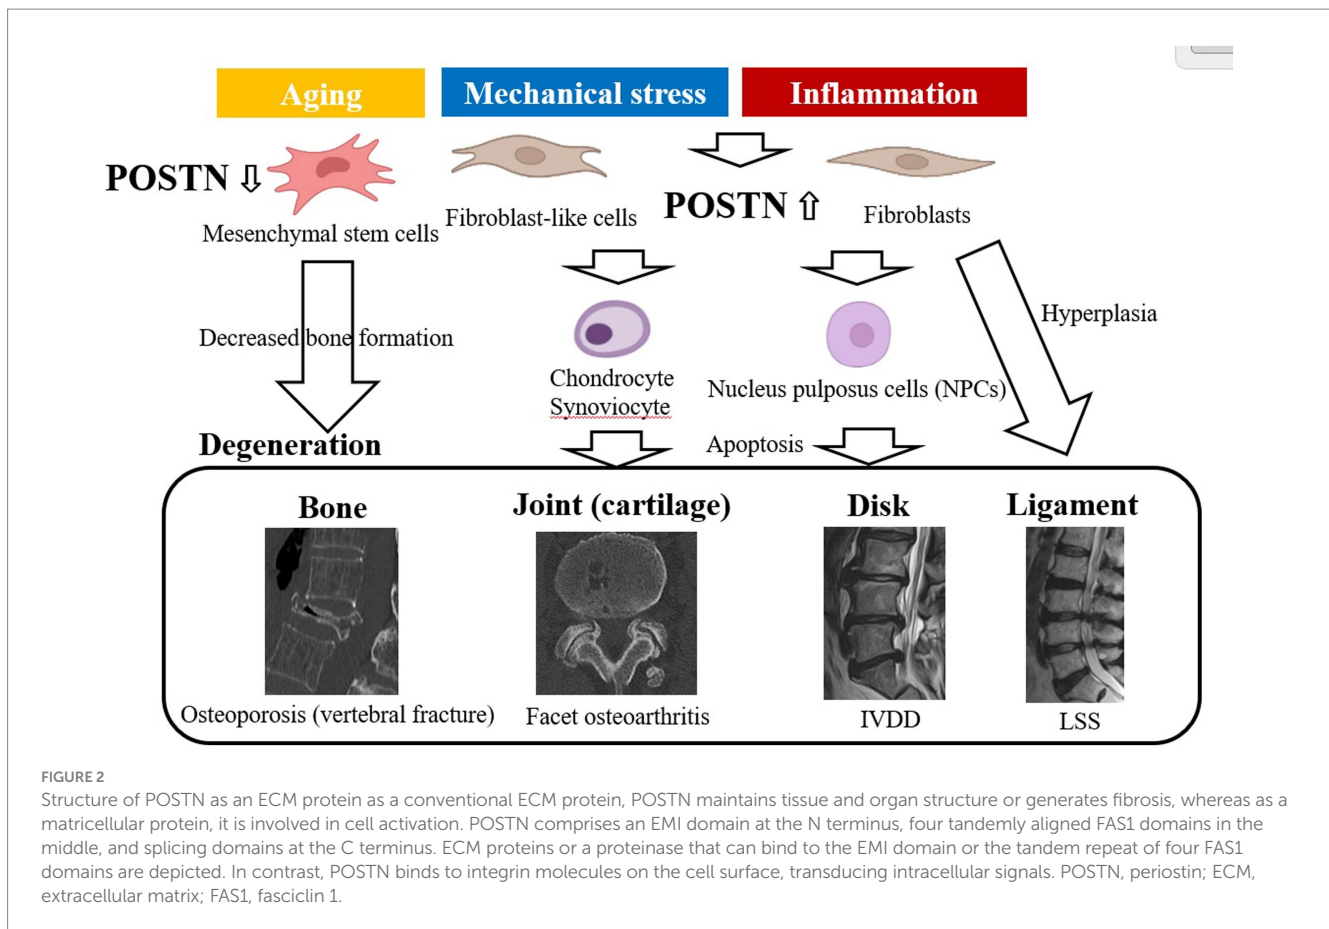 Aging
Mechanical stress
Inflammation
POSTN
Mesenchymal stem cells
Fibroblast-like cells
POSTN
Fibroblasts
Decreased bone formation
Chondrocyte
Synoviocyte
Nucleus pulposus cells (NPCs)
Hyperplasia
Apoptosis
Degeneration
Bone
Joint (cartilage)
Disk
Ligament
Osteoporosis (vertebral fracture)
Facet osteoarthritis
IVDD
LSS
FIGURE 2
Structure of POSTN as an ECM protein as a conventional ECM protein, POSTN maintains tissue and organ structure or generates fibrosis, whereas as a
matricellular protein, it is involved in cell activation. POSTN comprises an EMI domain at the N terminus, four tandemly aligned FAS1 domains in the
middle, and splicing domains at the C terminus. ECM proteins or a proteinase that can bind to the EMI domain or the tandem repeat of four FAS1
domains are depicted. In contrast, POSTN binds to integrin molecules on the cell surface, transducing intracellular signals. POSTN, periostin; ECM,
extracellular matrix; FAS1, fasciclin 1.